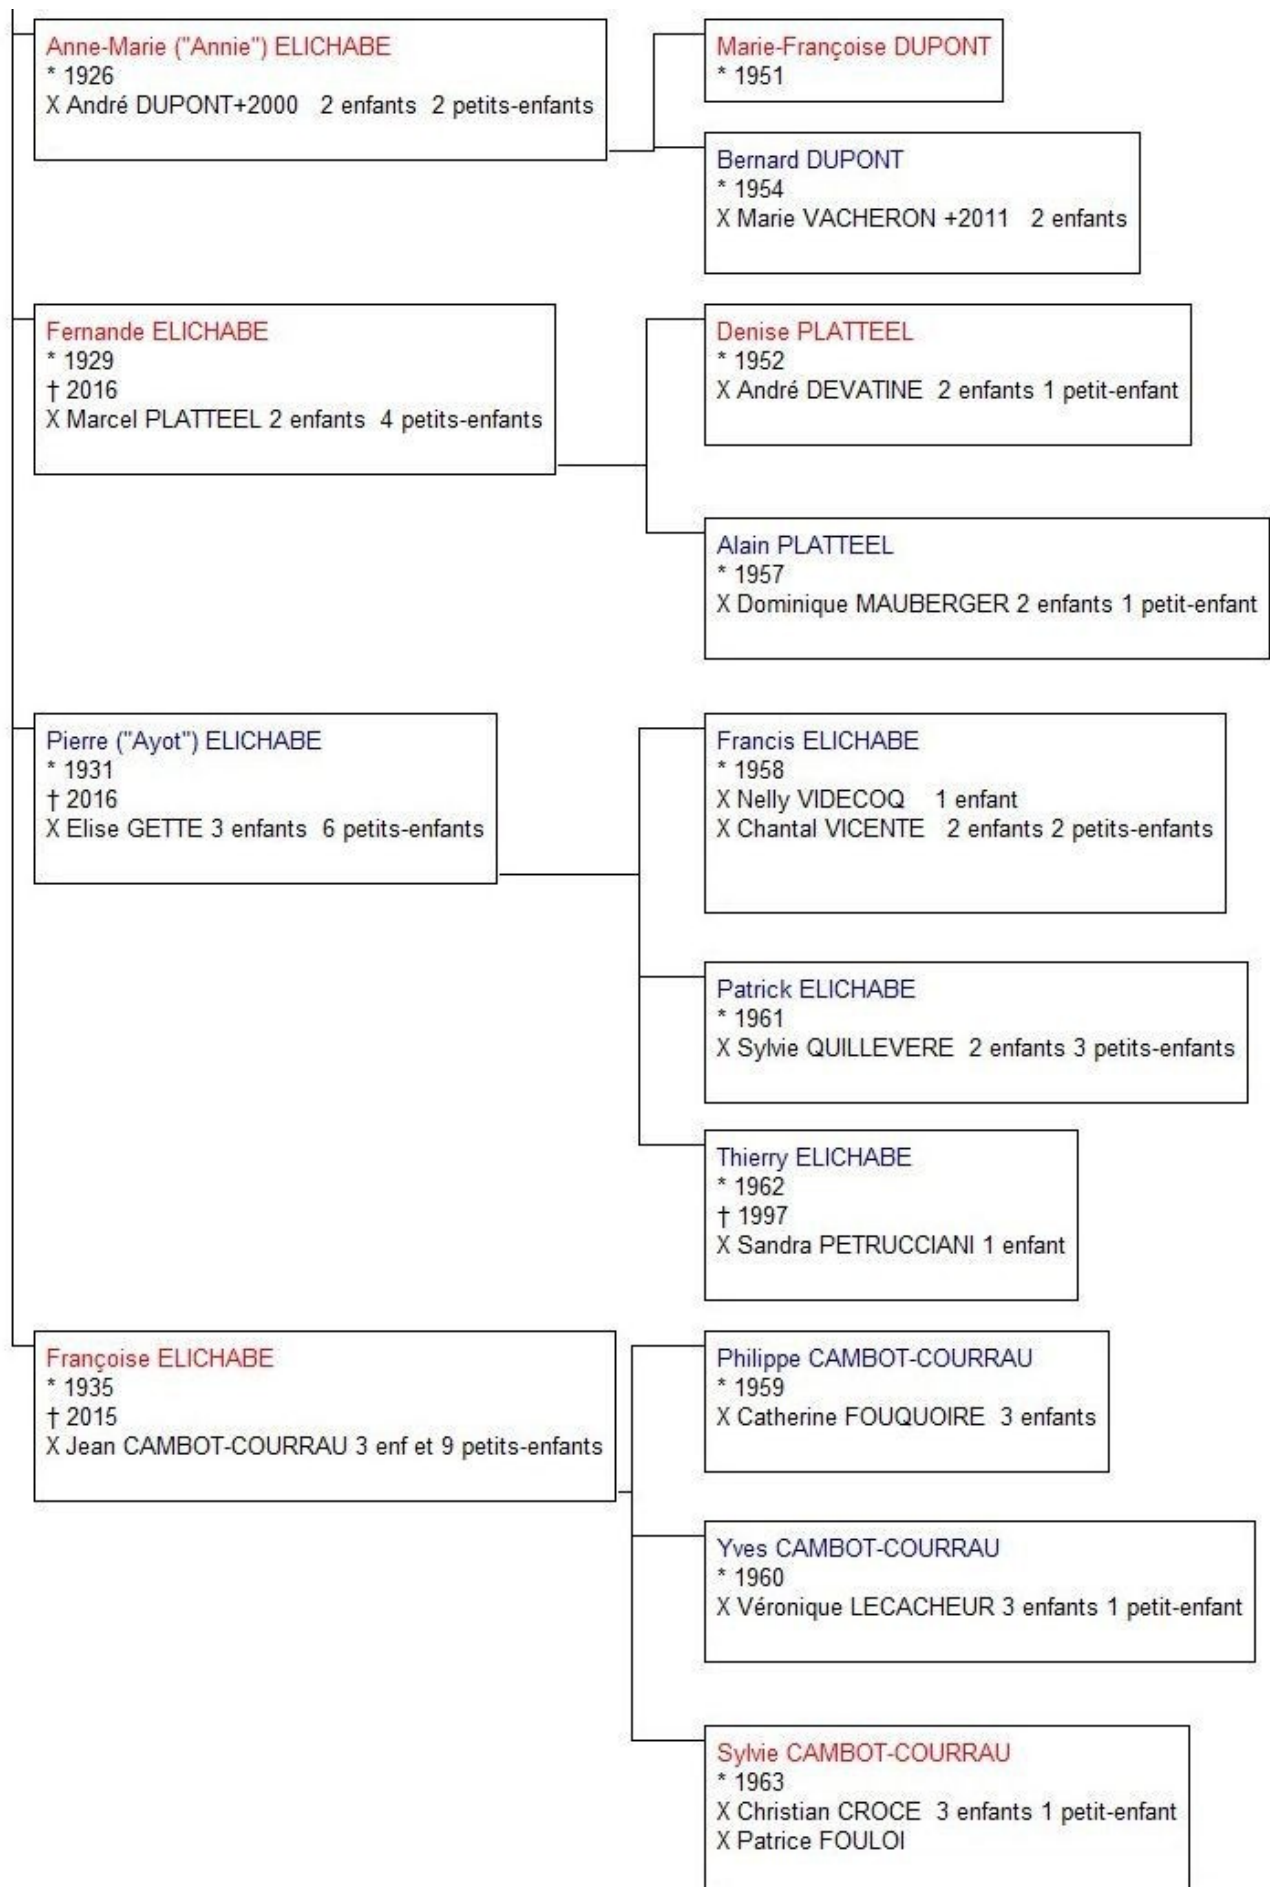 Anne-Marie ("Annie") ELICHABE
* 1926
X André DUPONT+2000 2 enfants 2 petits-enfants
Marie-Françoise DUPONT
* 1951
Bernard DUPONT
* 1954
X Marie VACHERON +2011 2 enfants
Fernande ELICHABE
* 1929
† 2016
X Marcel PLATTEEL 2 enfants 4 petits-enfants
Denise PLATTEEL
* 1952
X André DEVATINE 2 enfants 1 petit-enfant
Alain PLATTEEL
* 1957
X Dominique MAUBERGER 2 enfants 1 petit-enfant
Pierre ("Ayot") ELICHABE
* 1931
† 2016
X Elise GETTE 3 enfants 6 petits-enfants
Francis ELICHABE
* 1958
X Nelly VIDECOQ 1 enfant
X Chantal VICENTE 2 enfants 2 petits-enfants
Patrick ELICHABE
* 1961
X Sylvie QUILLEVERE 2 enfants 3 petits-enfants
Thierry ELICHABE
* 1962
† 1997
X Sandra PETRUCCIANI 1 enfant
Françoise ELICHABE
* 1935
† 2015
X Jean CAMBOT-COURRAU 3 enf et 9 petits-enfants
Philippe CAMBOT-COURRAU
* 1959
X Catherine FOUQUOIRE 3 enfants
Yves CAMBOT-COURRAU
* 1960
X Véronique LECACHEUR 3 enfants 1 petit-enfant
Sylvie CAMBOT-COURRAU
* 1963
X Christian CROCE 3 enfants 1 petit-enfant
X Patrice FOULOI